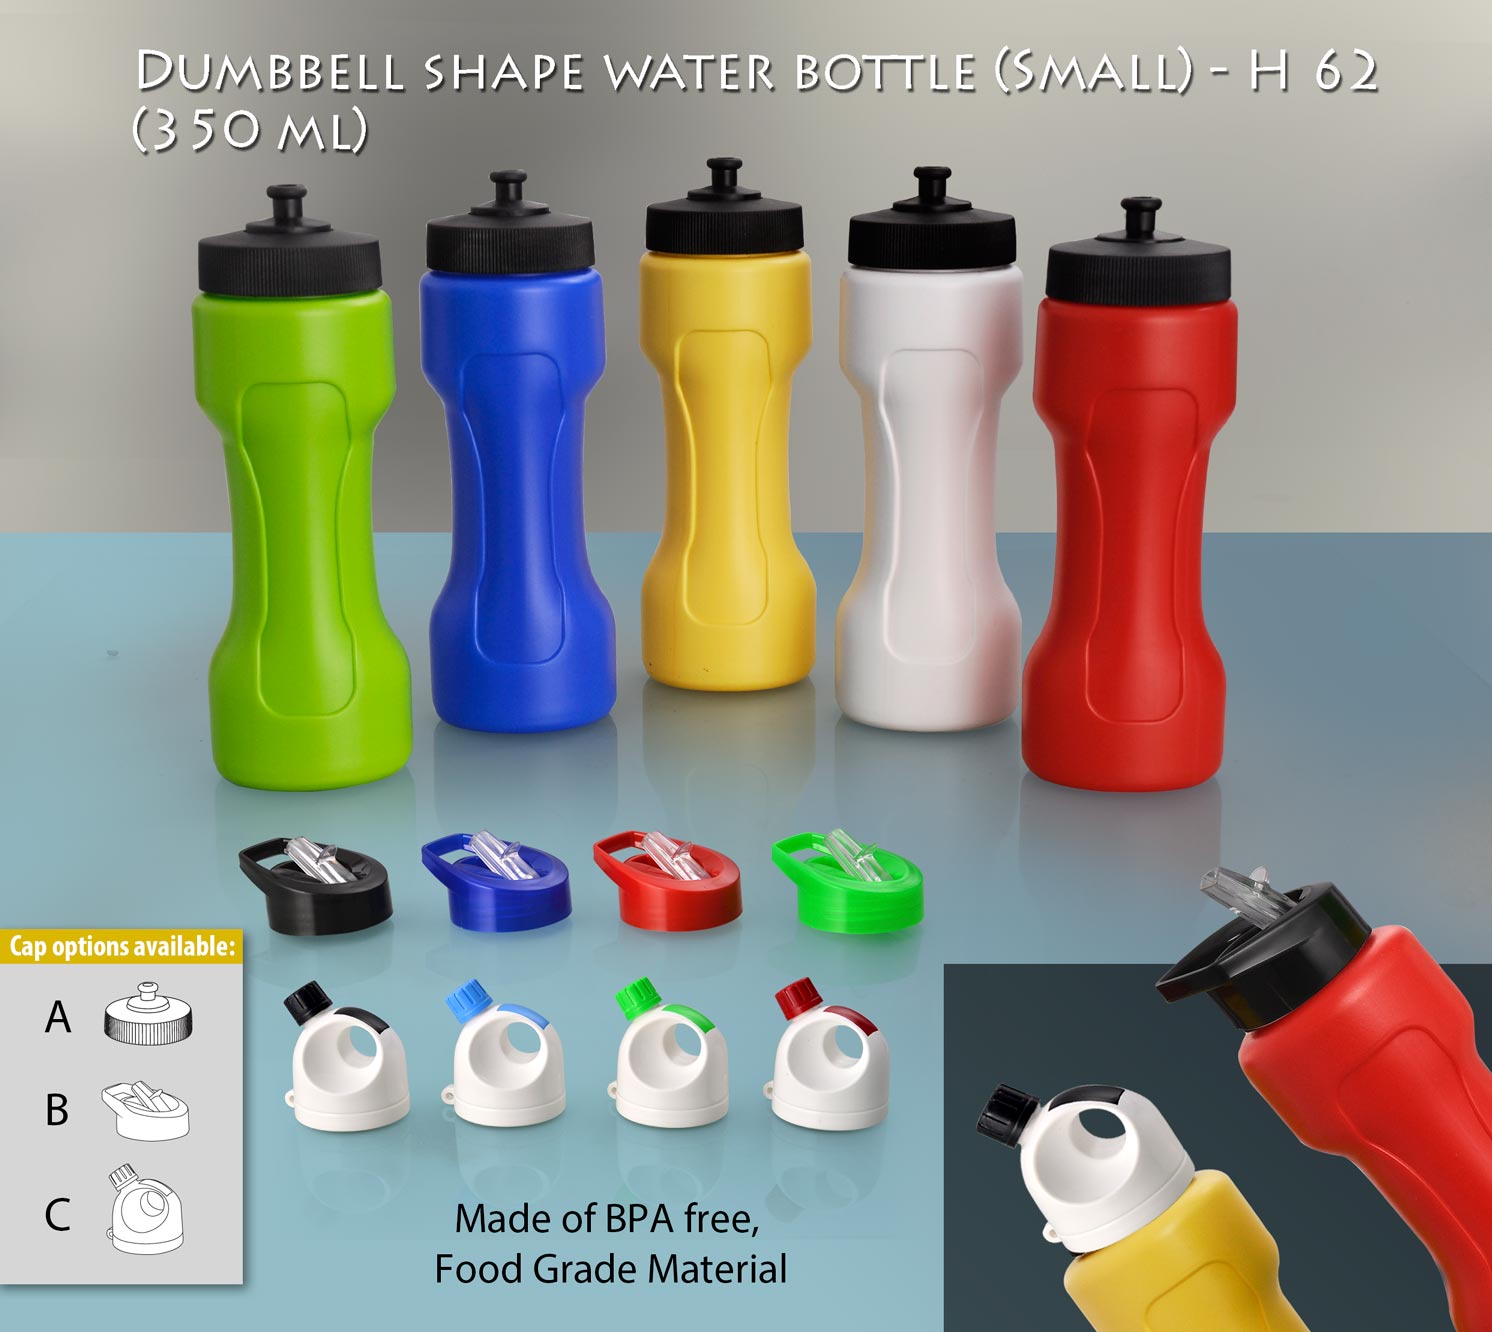 Dumbbell shape water bottle (Small) - H 62
(350 ml)
Cap options available:
A
B
C
Made of BPA free,
Food Grade Material